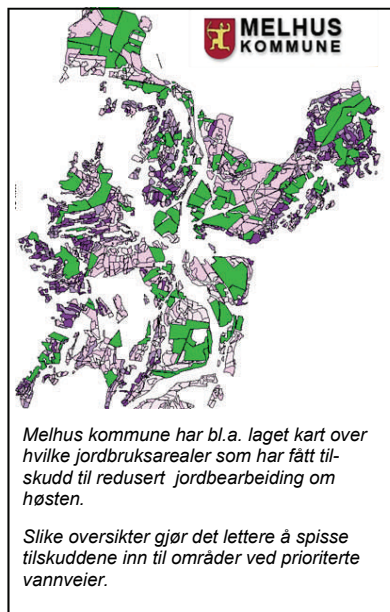 MELHUS
KOMMUNE
Melhus kommune har bl.a. laget kart over
hvilke jordbruksarealer som har fått til-
skudd til redusert jordbearbeiding om
høsten.
Slike oversikter gjør det lettere å spisse
tilskuddene inn til områder ved prioriterte
vannveier.